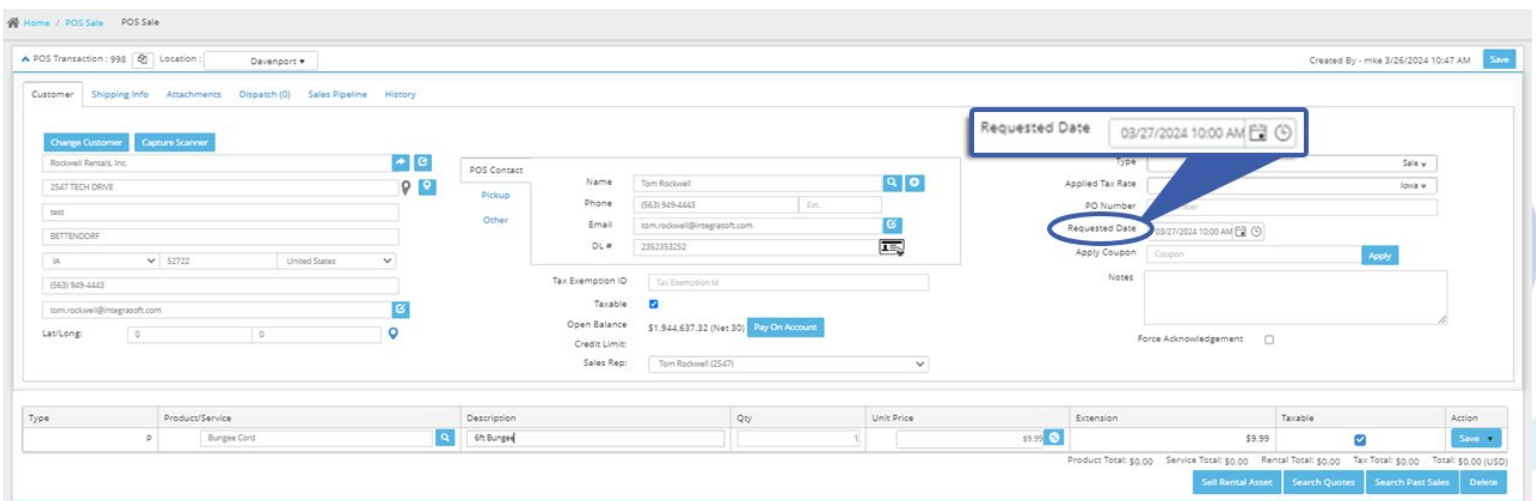 Home / POS Sale POS Sale
POS Transaction : 998 Location : Davenport
Created By - mke 3/26/2024 10:47 AM Save
Customer Shipping Info Attachments Dispatch (0) Sales Pipeline History
Requested Date 03/27/2024 10:00 AM
Change Customer Capture Scanner
Rockwell Rentals, Inc.
2547 TECH DRIVE
test
BETTENDORF
IA 52722 United States
(563) 949-4443
tom.rockwell@integrasoft.com
Lat/Long: 0 0
POS Contact
Pickup
Other
Name Tom Rockwell
Phone (563) 949-4443 Ext.
Email tom.rockwell@integrasoft.com
DL # 2352353252
Tax Exemption ID Tax Exemption Id
Taxable
Open Balance $1,944,637.32 (Net 30) Pay On Account
Credit Limit:
Sales Rep: Tom Rockwell (2547)
Type Sale
Applied Tax Rate Iowa
PO Number
Requested Date 03/27/2024 10:00 AM
Apply Coupon Coupon Apply
Notes
Force Acknowledgement
Type Product/Service Description Qty Unit Price Extension Taxable Action
P Bungee Cord 6ft Bungee 1 $9.99 $9.99 Save
Product Total: $0.00 Service Total: $0.00 Rental Total: $0.00 Tax Total: $0.00 Total: $0.00 (USD)
Sell Rental Asset Search Quotes Search Past Sales Delete